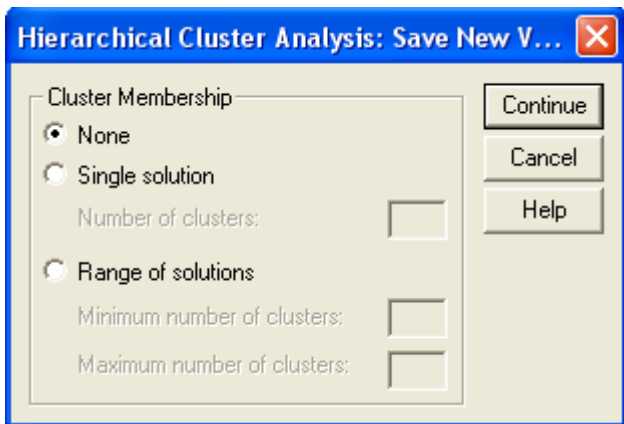 Hierarchical Cluster Analysis: Save New V...
Cluster Membership
None
Single solution
Number of clusters:
Range of solutions
Minimum number of clusters:
Maximum number of clusters:
Continue
Cancel
Help